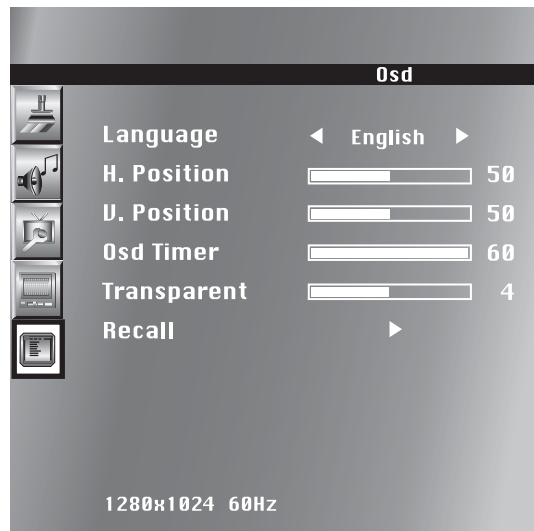 Osd
Language English
H. Position 50
V. Position 50
Osd Timer 60
Transparent 4
Recall
1280x1024 60Hz